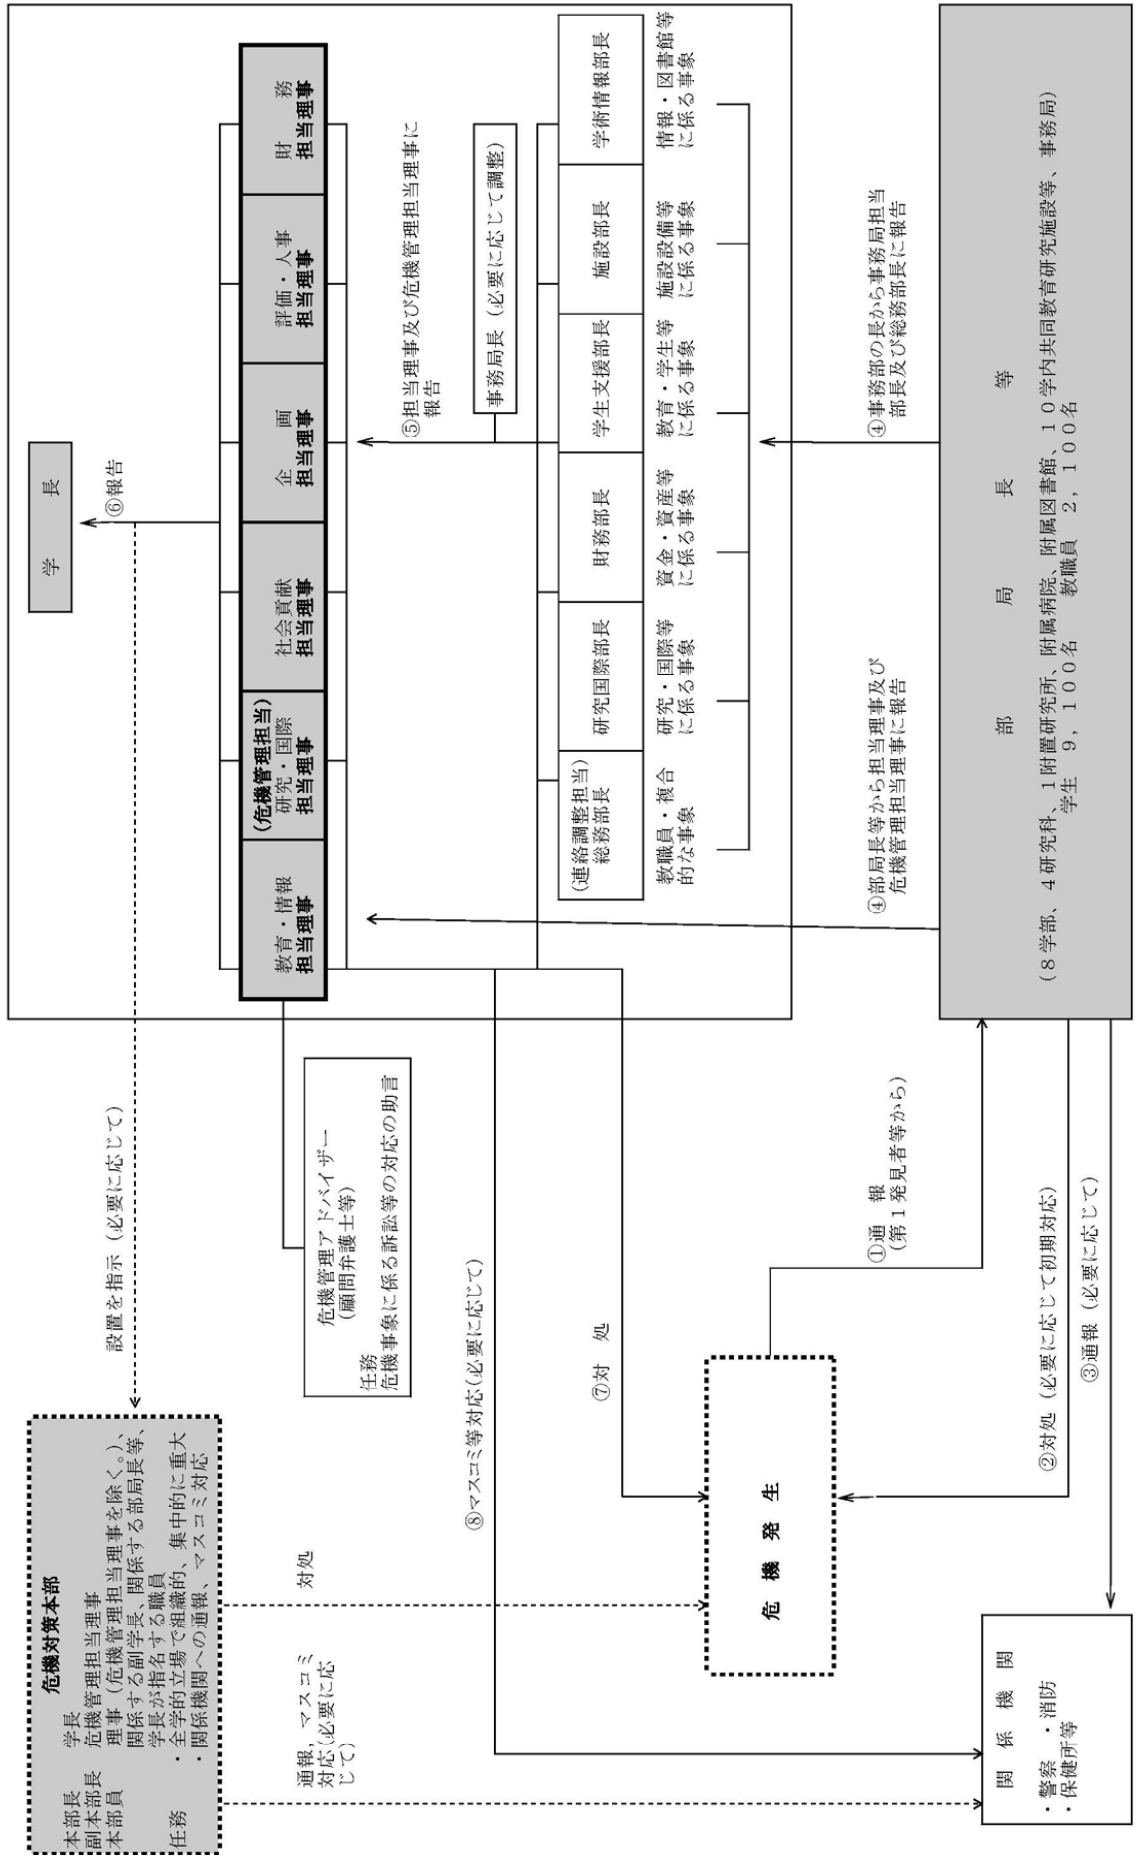 危機対策本部
本部長　学長
副本部長　危機管理担当理事
本部員　理事（危機管理担当理事を除く。）、
関係する副学長、関係する部局長等、
学長が指名する職員
任務　・全学的立場で組織的、集中的に重大
・関係機関への通報、マスコミ対応
設置を指示（必要に応じて）
学　長
⑥報告
(危機管理担当)
教育・情報
担当理事
研究・国際
担当理事
社会貢献
担当理事
企　画
担当理事
評価・人事
担当理事
財　務
担当理事
危機管理アドバイザー
(顧問弁護士等)
任務
危機事象に係る訴訟等の対応の助言
⑤担当理事及び危機管理担当理事に
報告
事務局長（必要に応じて調整）
(連絡調整担当)
総務部長
研究国際部長
財務部長
学生支援部長
施設部長
学術情報部長
教職員・複合
的な事象
研究・国際等
に係る事象
資金・資産等
に係る事象
教育・学生等
に係る事象
施設設備等
に係る事象
情報・図書館等
に係る事象
対処
通報，マスコミ
対応(必要に応
じて)
⑧マスコミ等対応(必要に応じて)
⑦対　処
危　機　発　生
①通　報
(第１発見者等から)
④部局長等から担当理事及び
危機管理担当理事に報告
④事務部の長から事務局担当
部長及び総務部長に報告
②対処（必要に応じて初期対応）
③通報（必要に応じて）
関　係　機　関
・警察　・消防
・保健所等
部　局　長　等
(８学部、４研究科、１附置研究所、附属病院、附属図書館、１０学内共同教育研究施設等、事務局)
学生　９，１００名　教職員　２，１００名